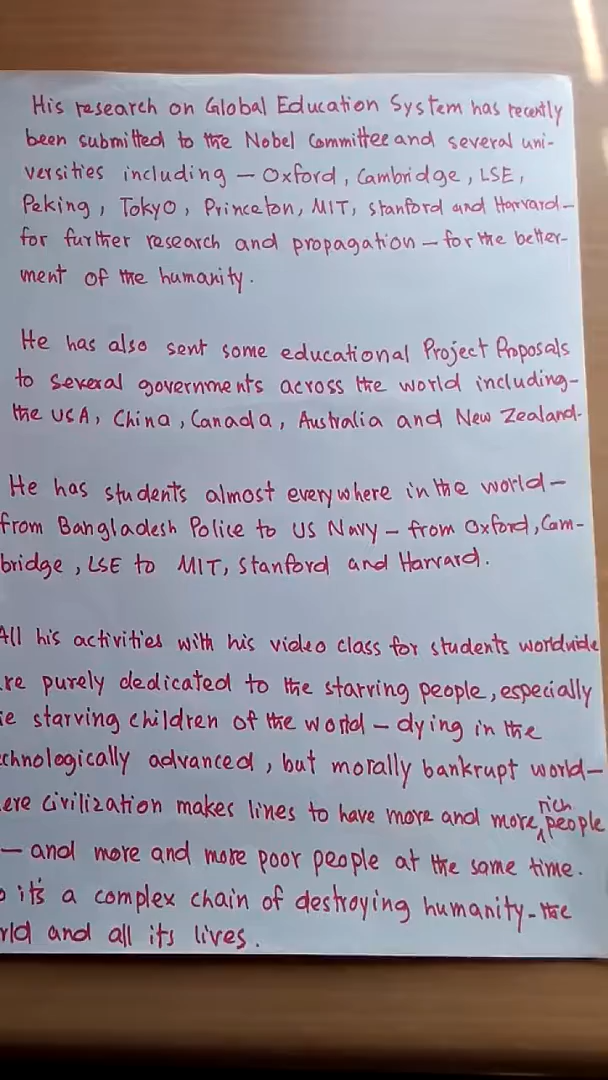 His research on Global Education System has recently
been submitted to the Nobel Committee and several uni-
versities including – Oxford, Cambridge, LSE,
Peking, Tokyo, Princeton, MIT, Stanford and Harvard –
for further research and propagation – for the better-
ment of the humanity.
He has also sent some educational Project Proposals
to several governments across the world including –
the USA, China, Canada, Australia and New Zealand.
He has students almost everywhere in the world –
from Bangladesh Police to US Navy – from Oxford, Cam-
bridge, LSE to MIT, Stanford and Harvard.
All his activities with his video class for students worldwide
re purely dedicated to the starving people, especially
e starving children of the world – dying in the
chnologically advanced, but morally bankrupt world –
ere civilization makes lines to have more and more rich people
– and more and more poor people at the same time.
o it's a complex chain of destroying humanity – the
rld and all its lives.